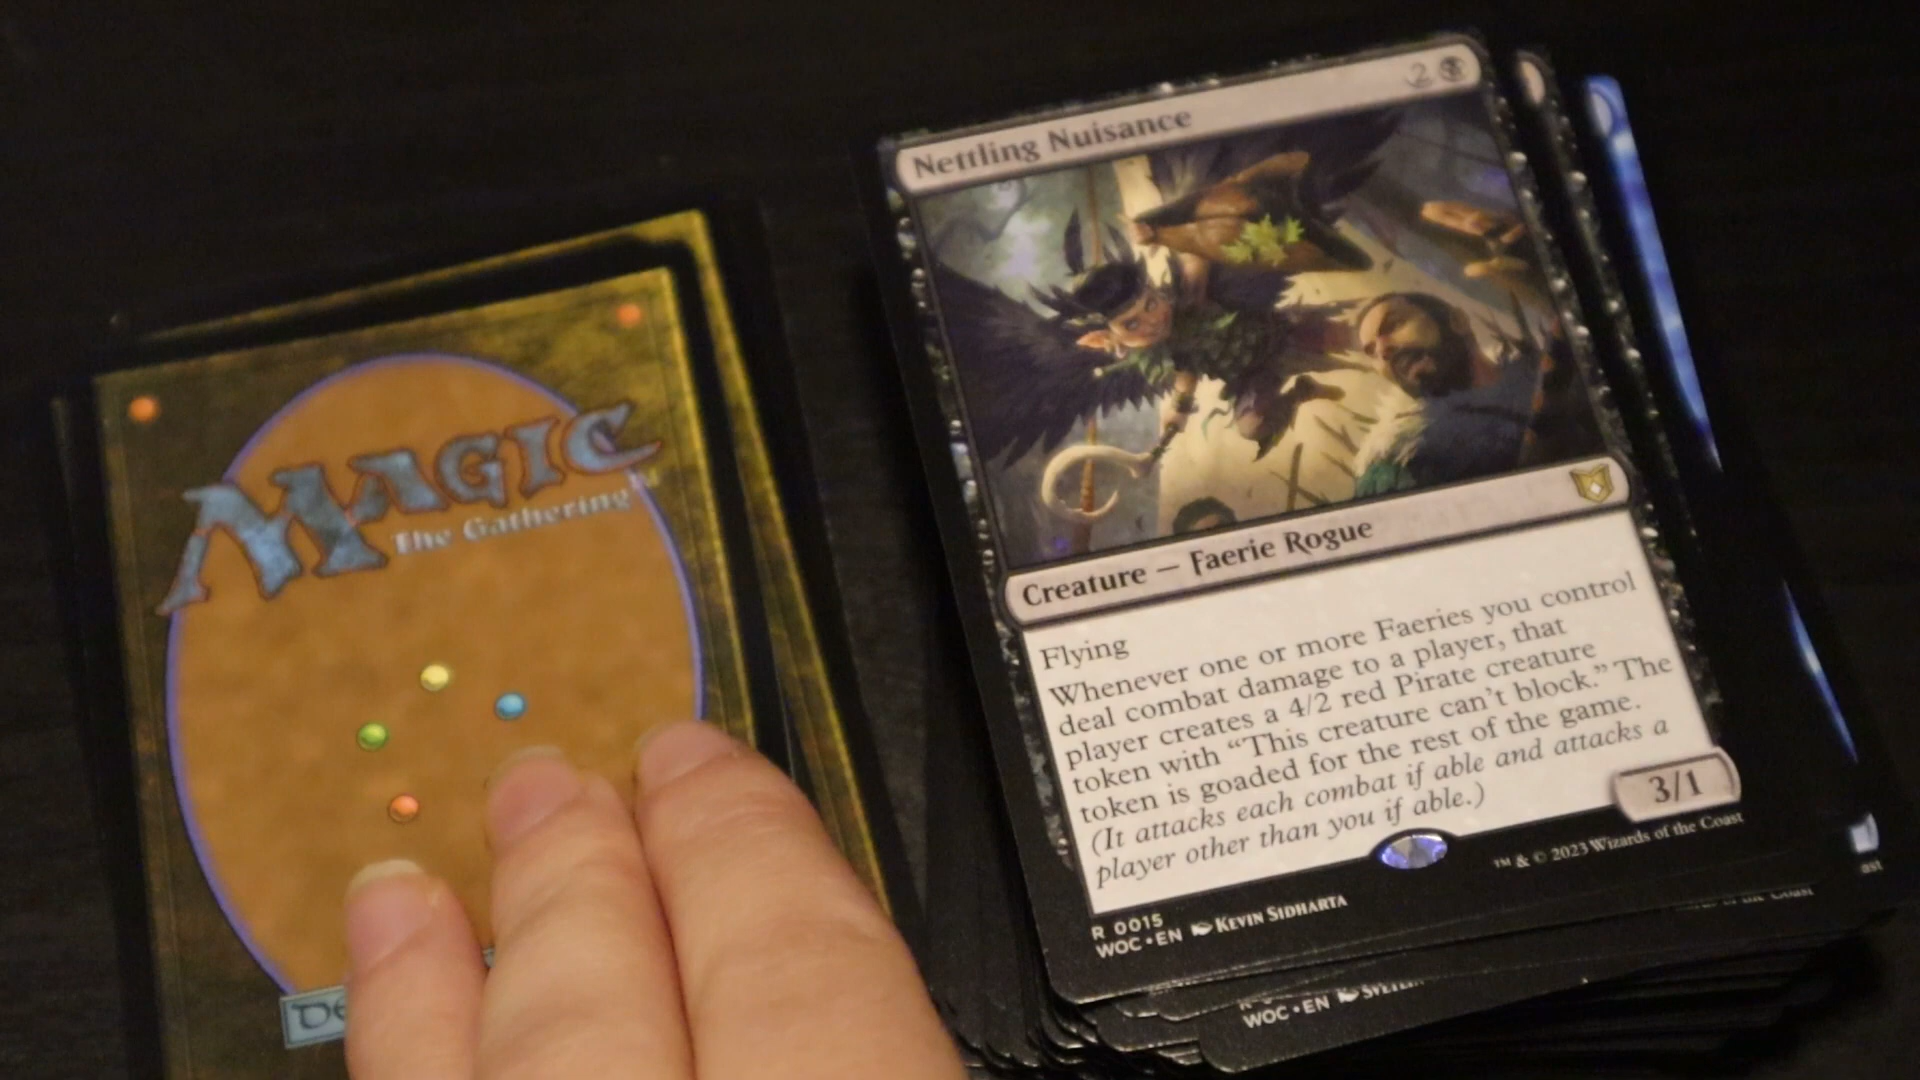 MAGIC
The Gathering™
DE
Nettling Nuisance
2
Creature — Faerie Rogue
Flying
Whenever one or more Faeries you control
deal combat damage to a player, that
player creates a 4/2 red Pirate creature
token with “This creature can’t block.” The
token is goaded for the rest of the game.
(It attacks each combat if able and attacks a
player other than you if able.)
3/1
™ & © 2023 Wizards of the Coast
R 0015
WOC • EN KEVIN SIDHARTA
WOC • EN